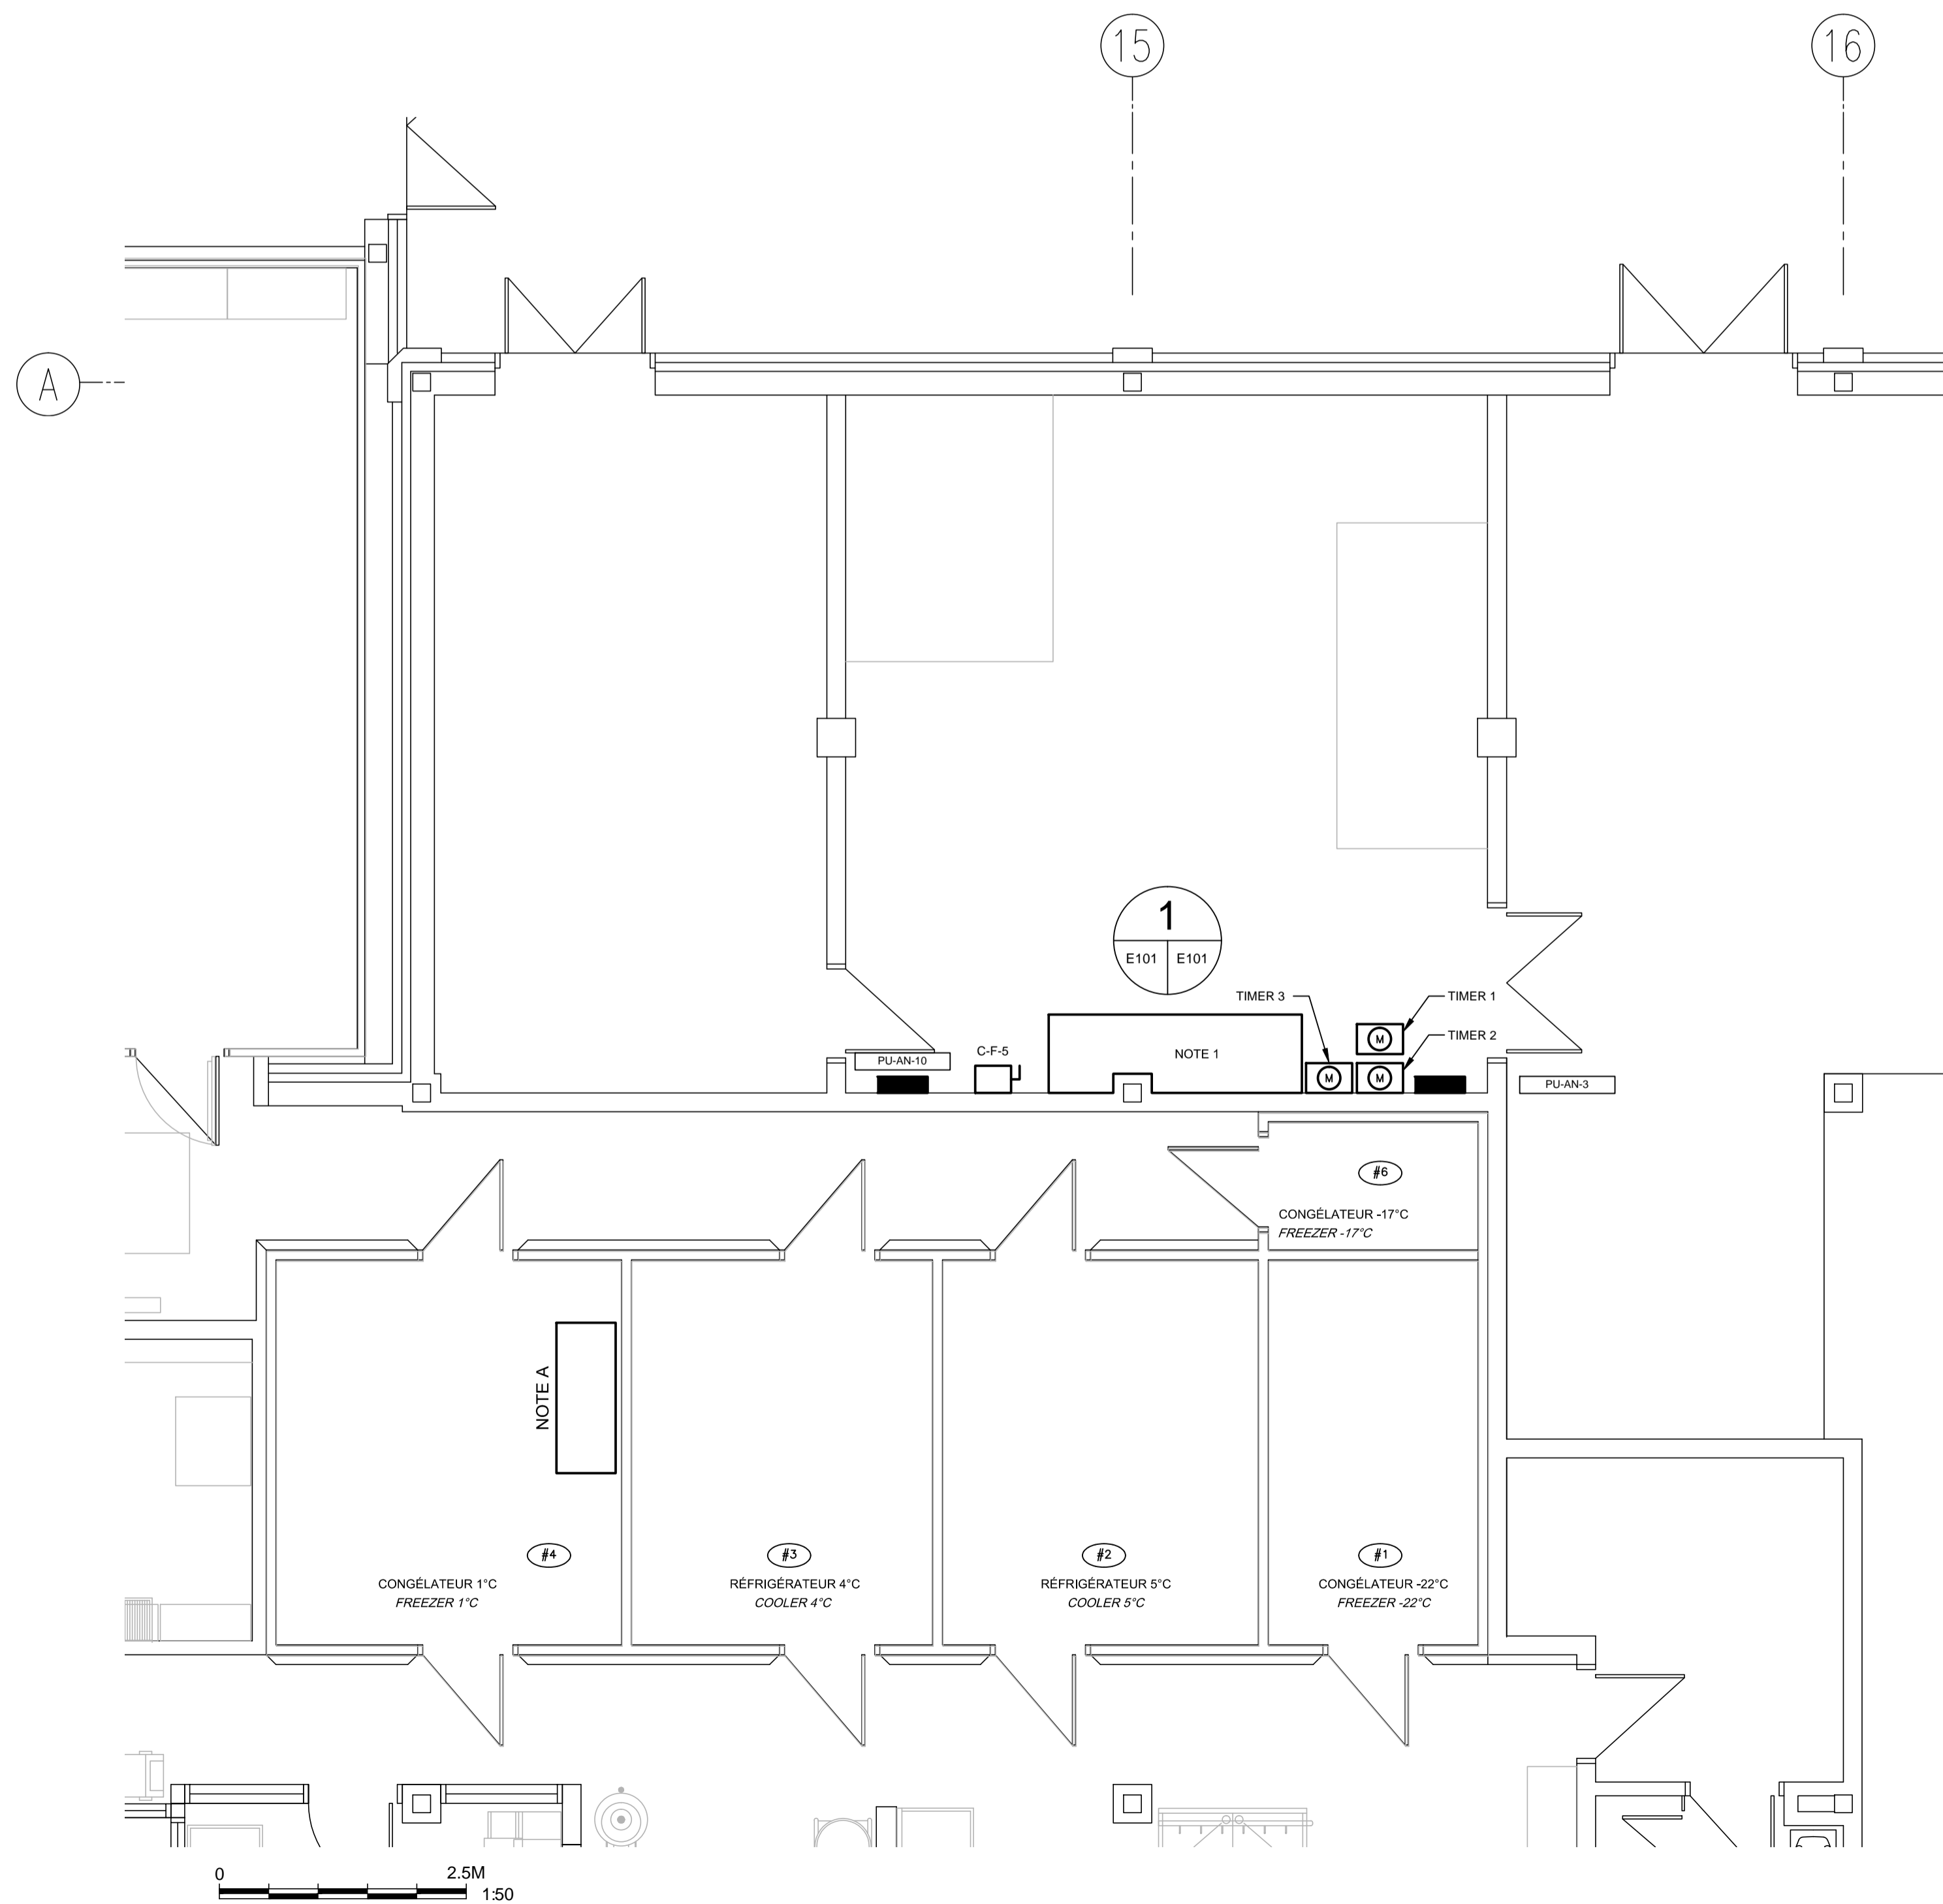 15
16
A
1
E101
E101
TIMER 3
TIMER 1
TIMER 2
M
M
M
C-F-5
NOTE 1
PU-AN-10
PU-AN-3
#6
CONGÉLATEUR -17°C
FREEZER -17°C
NOTE A
#4
CONGÉLATEUR 1°C
FREEZER 1°C
#3
RÉFRIGÉRATEUR 4°C
COOLER 4°C
#2
RÉFRIGÉRATEUR 5°C
COOLER 5°C
#1
CONGÉLATEUR -22°C
FREEZER -22°C
0
2.5M
1:50